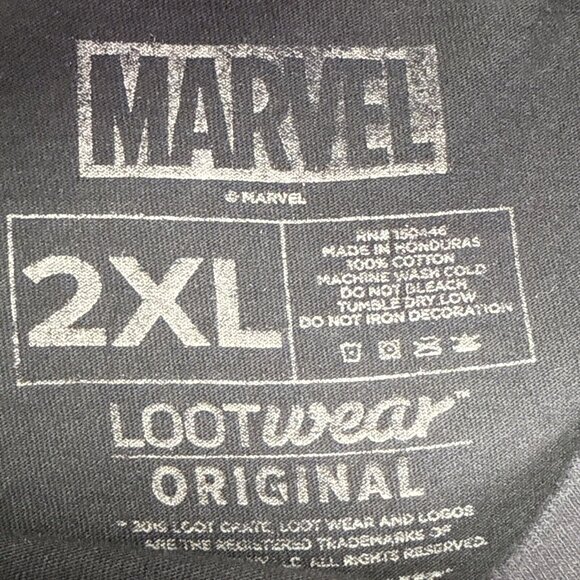 MARVEL
© MARVEL
2XL
RN# 150446
MADE IN HONDURAS
100% COTTON
MACHINE WASH COLD
DO NOT BLEACH
TUMBLE DRY LOW
DO NOT IRON DECORATION
LOOTwear™
ORIGINAL
LOOT CRATE, LOOT WEAR AND LOGOS
ARE THE REGISTERED TRADEMARKS OF
ALL RIGHTS RESERVED.